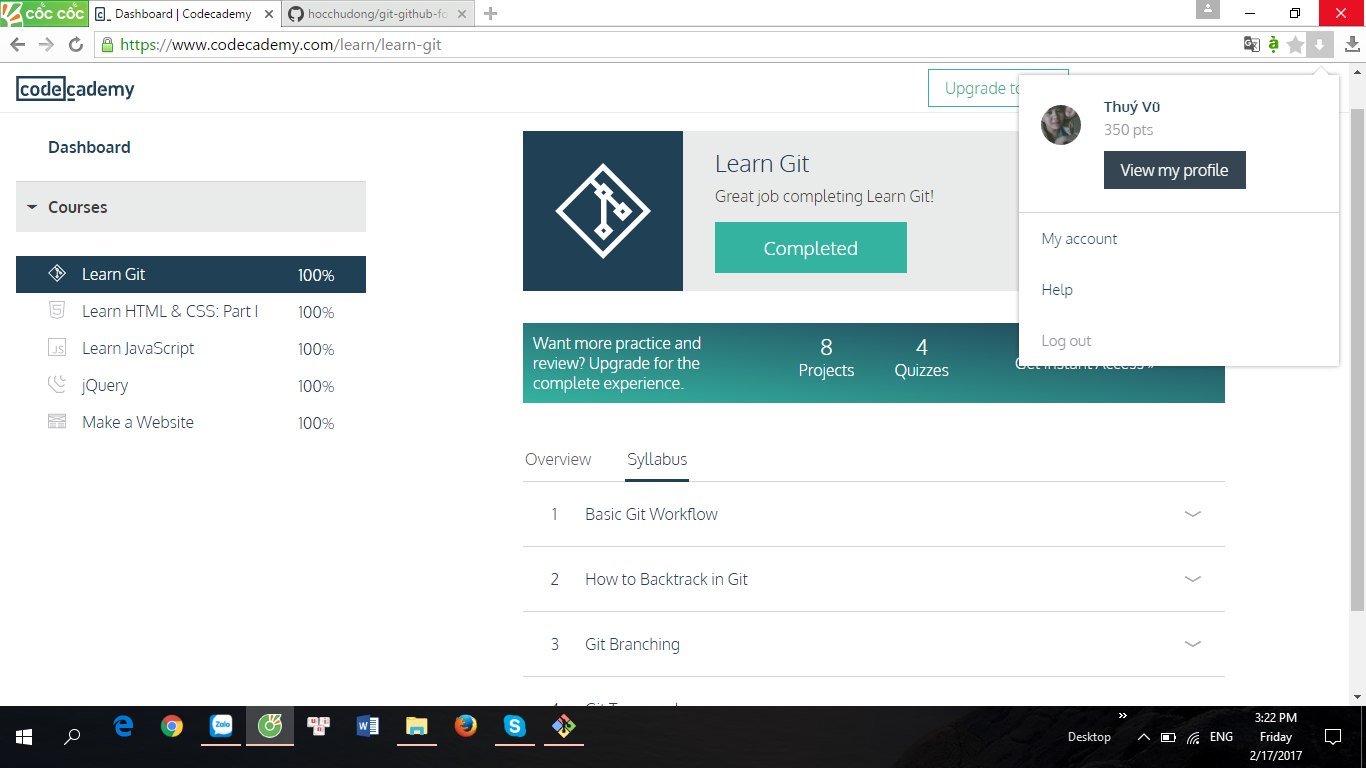 cốc cốc
Dashboard | Codecademy
hocchudong/git-github-fo
https://www.codecademy.com/learn/learn-git
codecademy
Upgrade to
Thuý Vũ
350 pts
View my profile
My account
Help
Log out
Dashboard
Courses
Learn Git 100%
Learn HTML & CSS: Part I 100%
JS Learn JavaScript 100%
jQuery 100%
Make a Website 100%
Learn Git
Great job completing Learn Git!
Completed
Want more practice and
review? Upgrade for the
complete experience.
8
Projects
4
Quizzes
Get Instant Access »
Overview
Syllabus
1 Basic Git Workflow
2 How to Backtrack in Git
3 Git Branching
Zalo
Desktop
ENG
3:22 PM
Friday
2/17/2017